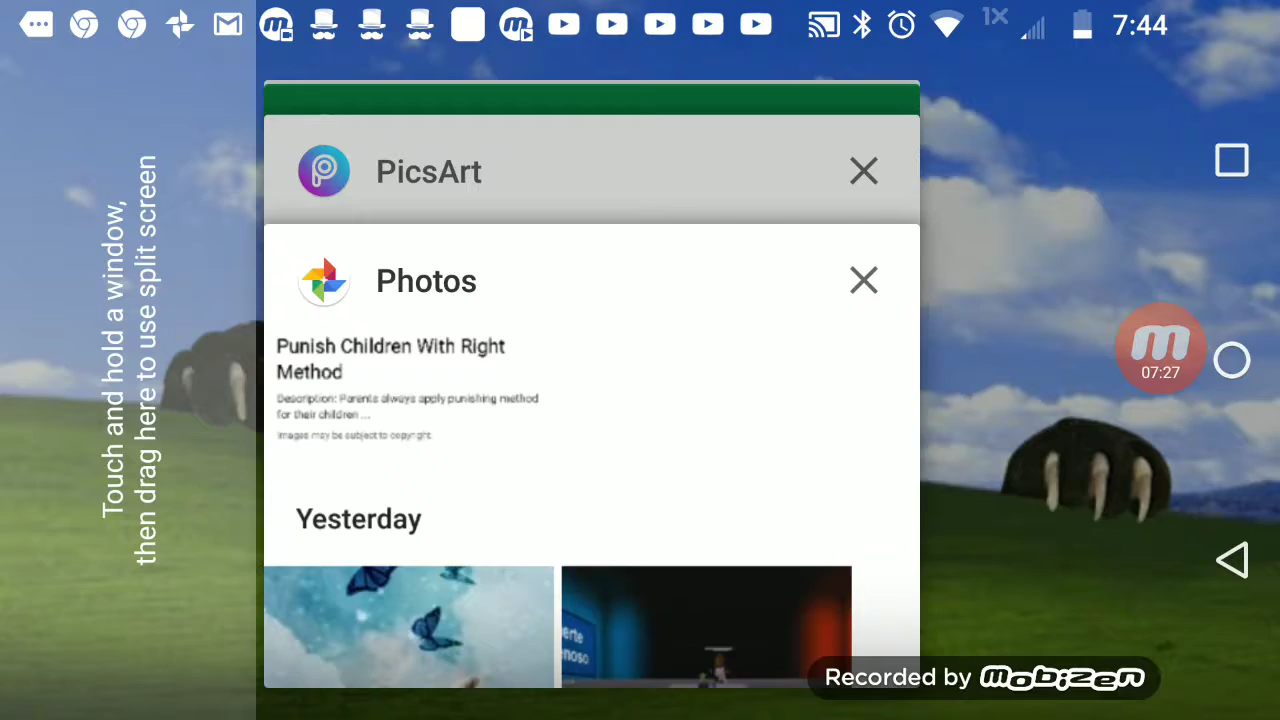 1X
7:44
Touch and hold a window,
then drag here to use split screen
PicsArt
Photos
Punish Children With Right
Method
Description: Parents always apply punishing method
for their children ...
Images may be subject to copyright.
Yesterday
erte
enoso
07:27
Recorded by mobizen